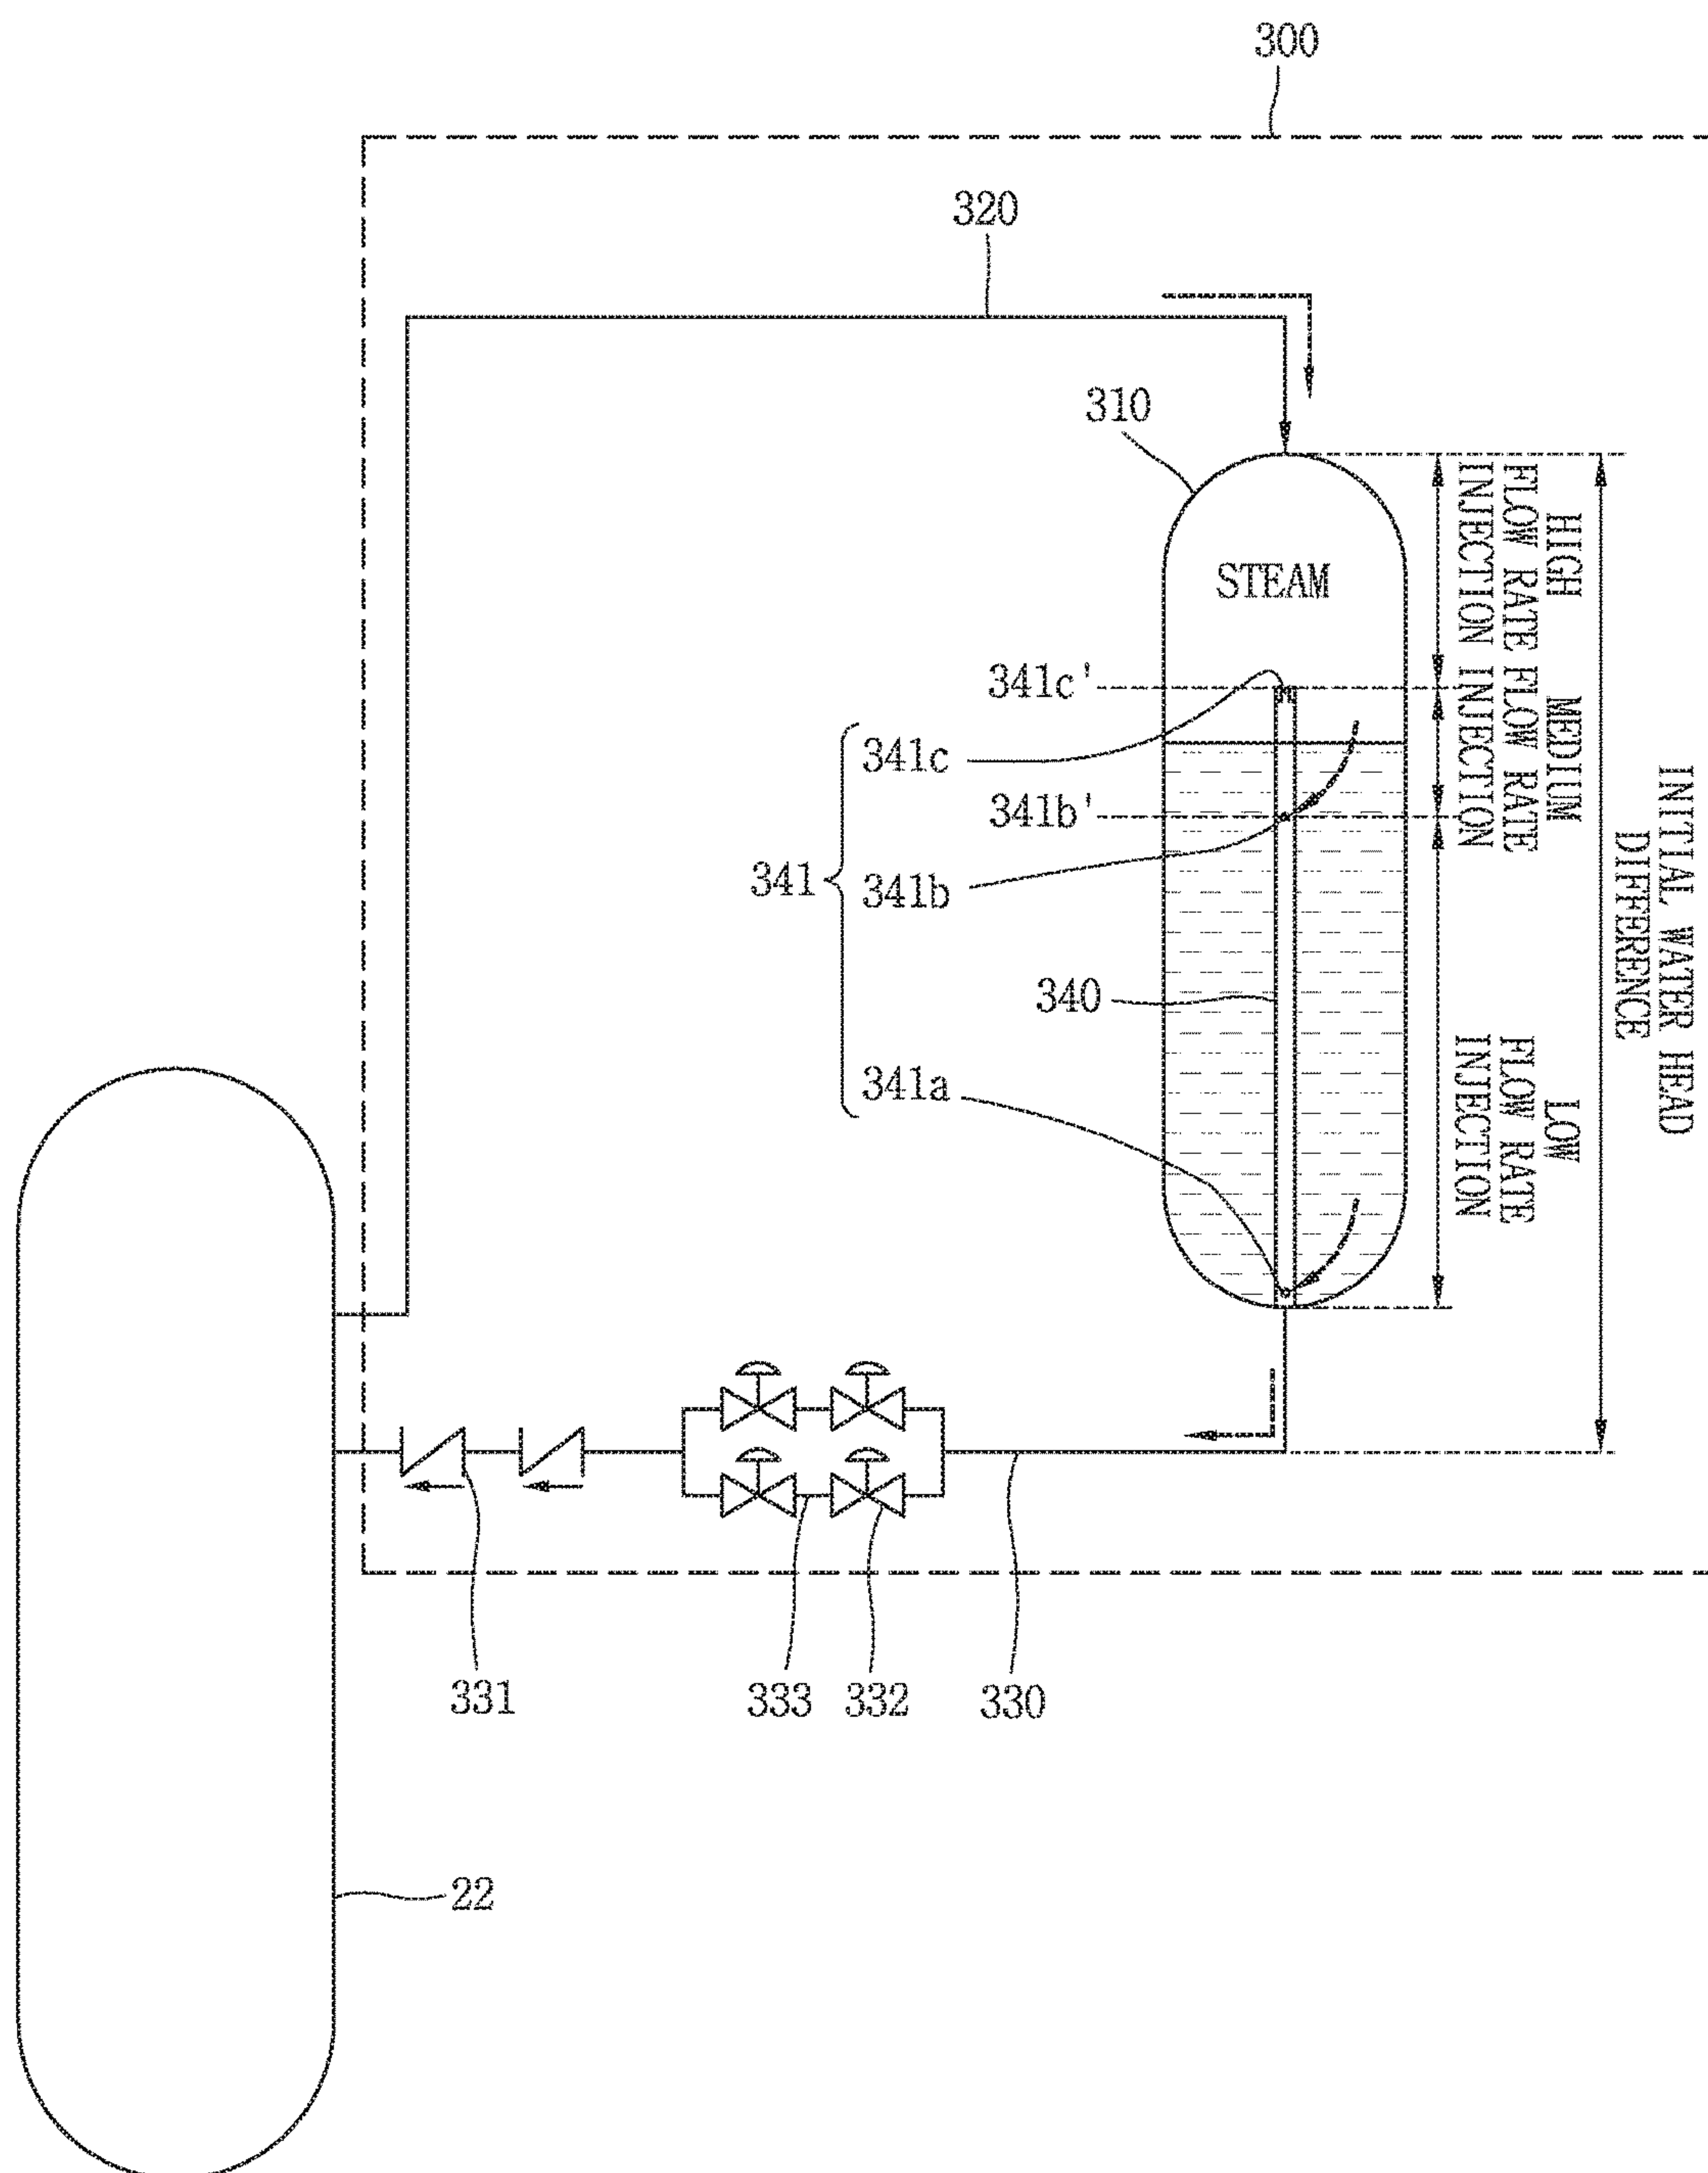 300
320
310
STEAM
341c'
341c
341b'
341
341b
340
341a
HIGH
FLOW RATE
INJECTION
MEDIUM
FLOW RATE
INJECTION
LOW
FLOW RATE
INJECTION
INITIAL WATER HEAD
DIFFERENCE
331
333
332
330
22